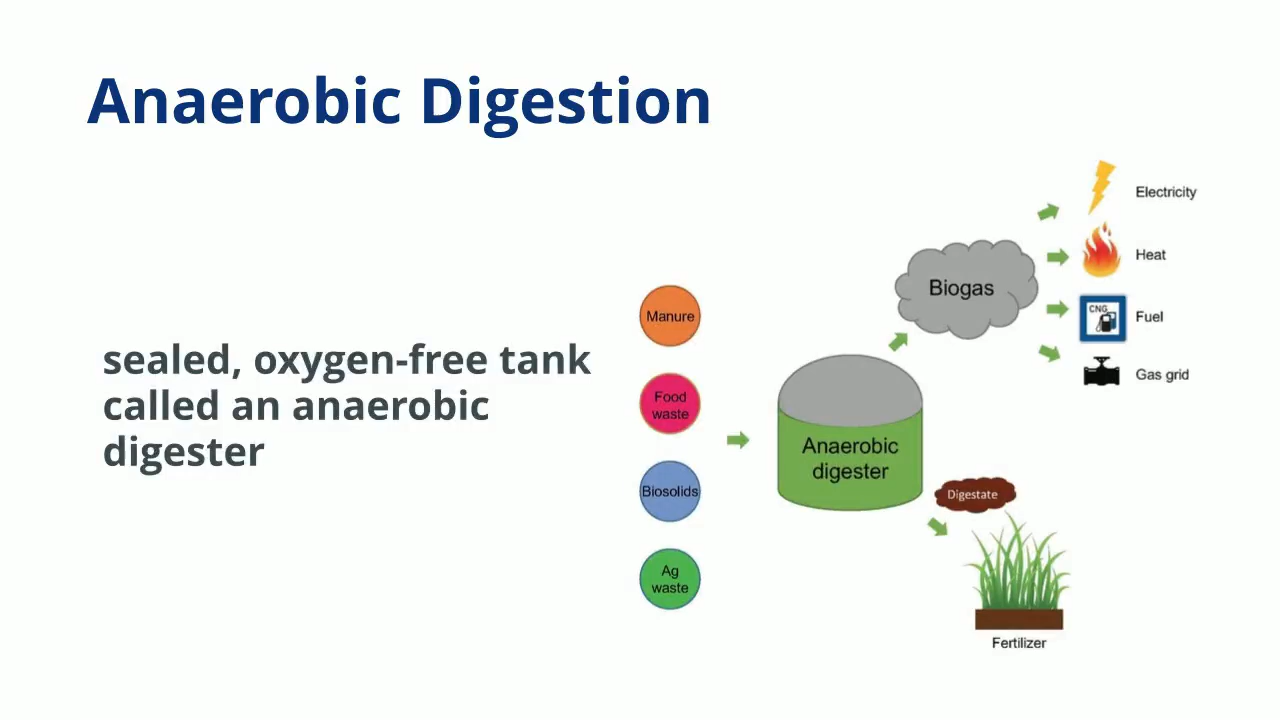 Anaerobic Digestion
sealed, oxygen-free tank
called an anaerobic
digester
Manure
Food
waste
Biosolids
Ag
waste
Anaerobic
digester
Biogas
Electricity
Heat
CNG
Fuel
Gas grid
Digestate
Fertilizer